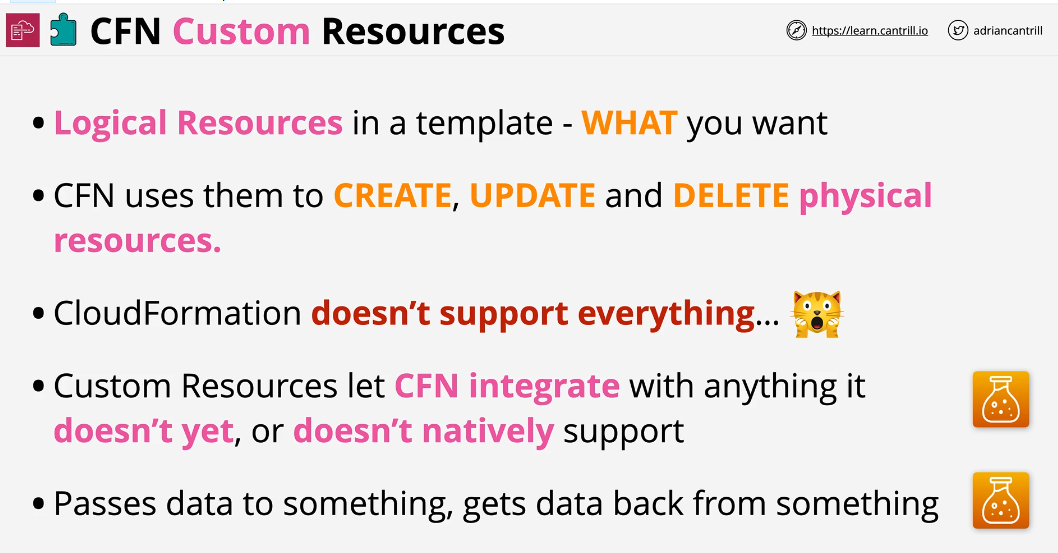 CFN Custom Resources
https://learn.cantrill.io
adriancantrill
• Logical Resources in a template - WHAT you want
• CFN uses them to CREATE, UPDATE and DELETE physical
resources.
• CloudFormation doesn’t support everything...
• Custom Resources let CFN integrate with anything it
doesn’t yet, or doesn’t natively support
• Passes data to something, gets data back from something